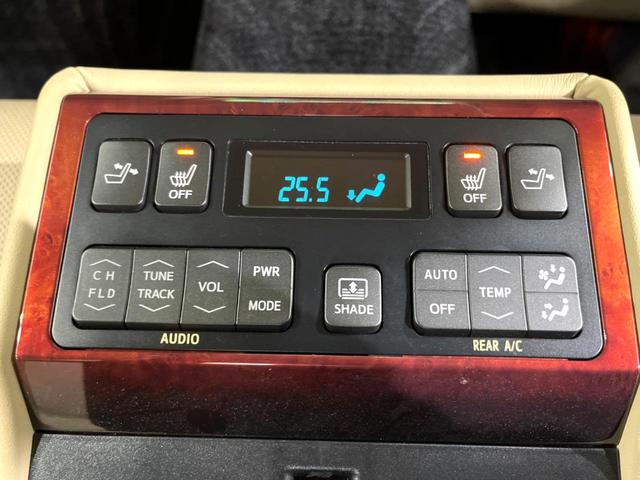 OFF
25.5
OFF
CH
FLD
TUNE
TRACK
VOL
PWR
MODE
SHADE
AUTO
OFF
TEMP
AUDIO
REAR A/C